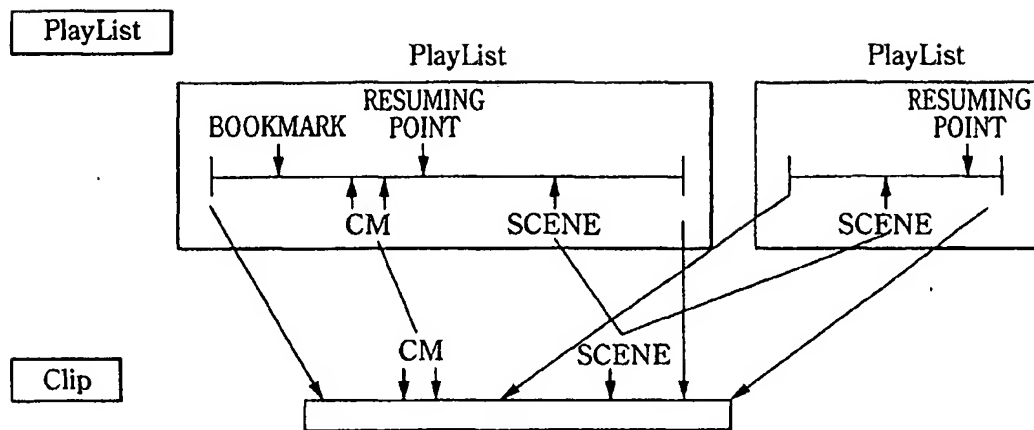 PlayList
PlayList
PlayList
BOOKMARK
RESUMING
POINT
RESUMING
POINT
CM
SCENE
SCENE
CM
SCENE
Clip